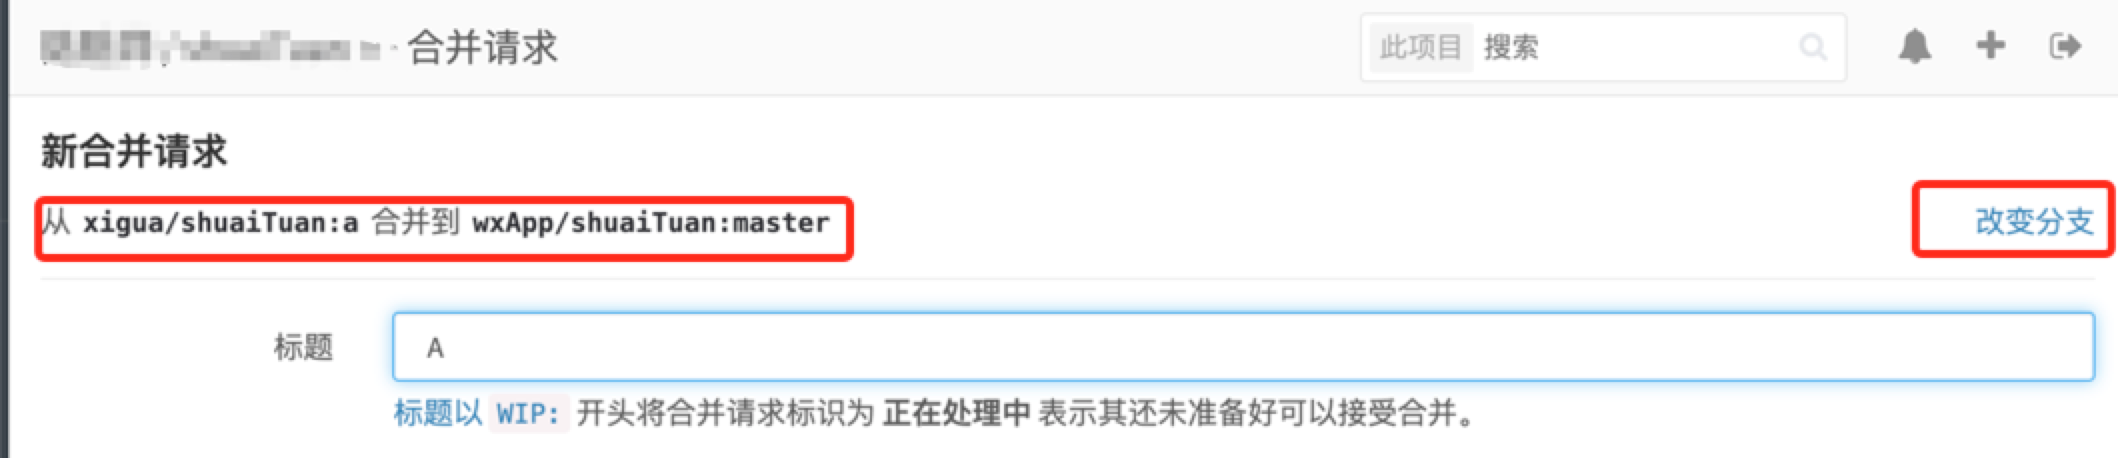 合并请求
此项目 搜索
新合并请求
从 xigua/shuaiTuan:a 合并到 wxApp/shuaiTuan:master
改变分支
标题
A
标题以 WIP: 开头将合并请求标识为 正在处理中 表示其还未准备好可以接受合并。